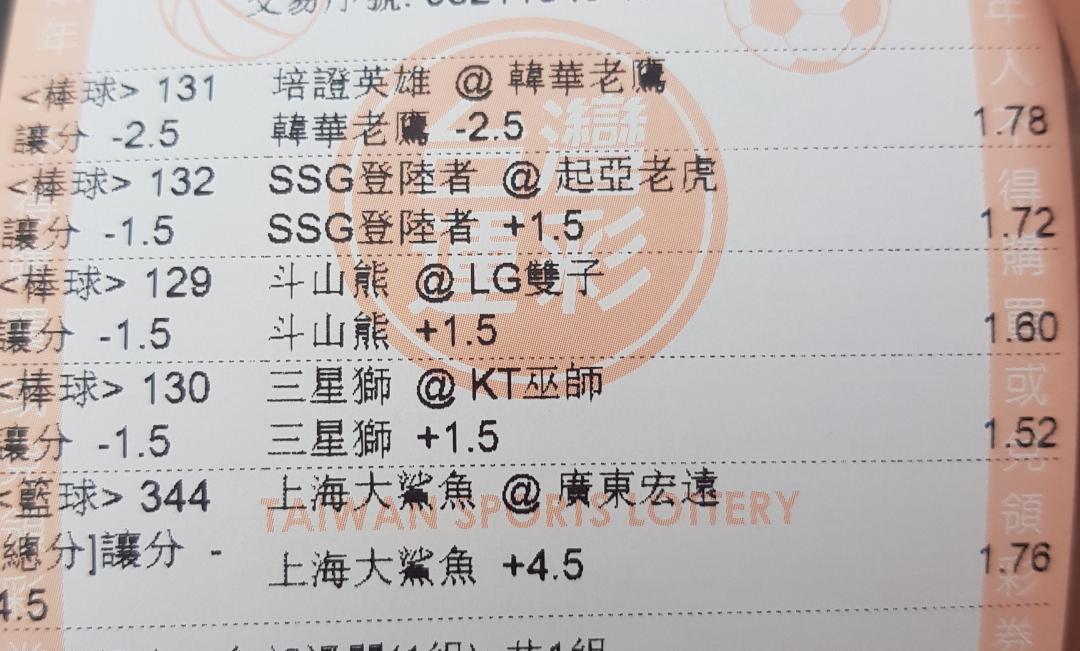 <棒球> 131 培證英雄 @ 韓華老鷹
讓分 -2.5 韓華老鷹 -2.5 1.78
<棒球> 132 SSG登陸者 @ 起亞老虎
讓分 -1.5 SSG登陸者 +1.5 1.72
<棒球> 129 斗山熊 @ LG雙子
讓分 -1.5 斗山熊 +1.5 1.60
<棒球> 130 三星獅 @ KT巫師
讓分 -1.5 三星獅 +1.5 1.52
<籃球> 344 上海大鯊魚 @ 廣東宏遠
總分]讓分 - 上海大鯊魚 +4.5 1.76
4.5
台灣
運彩
TAIWAN SPORTS LOTTERY